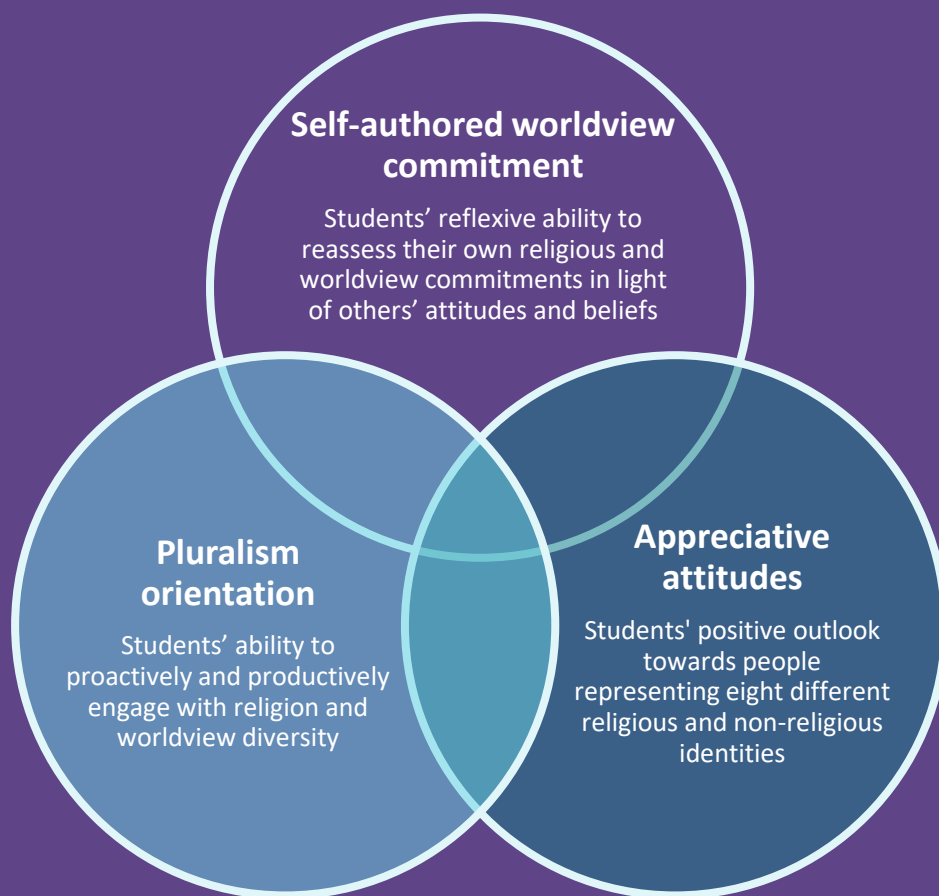 Self-authored worldview
commitment
Students’ reflexive ability to
reassess their own religious and
worldview commitments in light
of others’ attitudes and beliefs
Pluralism
orientation
Students’ ability to
proactively and productively
engage with religion and
worldview diversity
Appreciative
attitudes
Students' positive outlook
towards people
representing eight different
religious and non-religious
identities